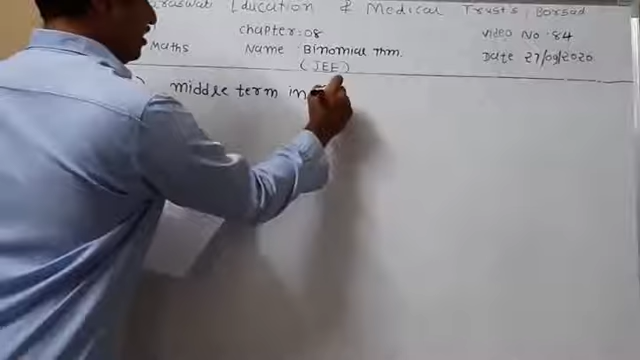 Education & Medical Trust's, Borsad
chapter: 08 video No. 84
Maths Name : Binomial Thm. Date 27/09/2020
(JEE)
middle term in